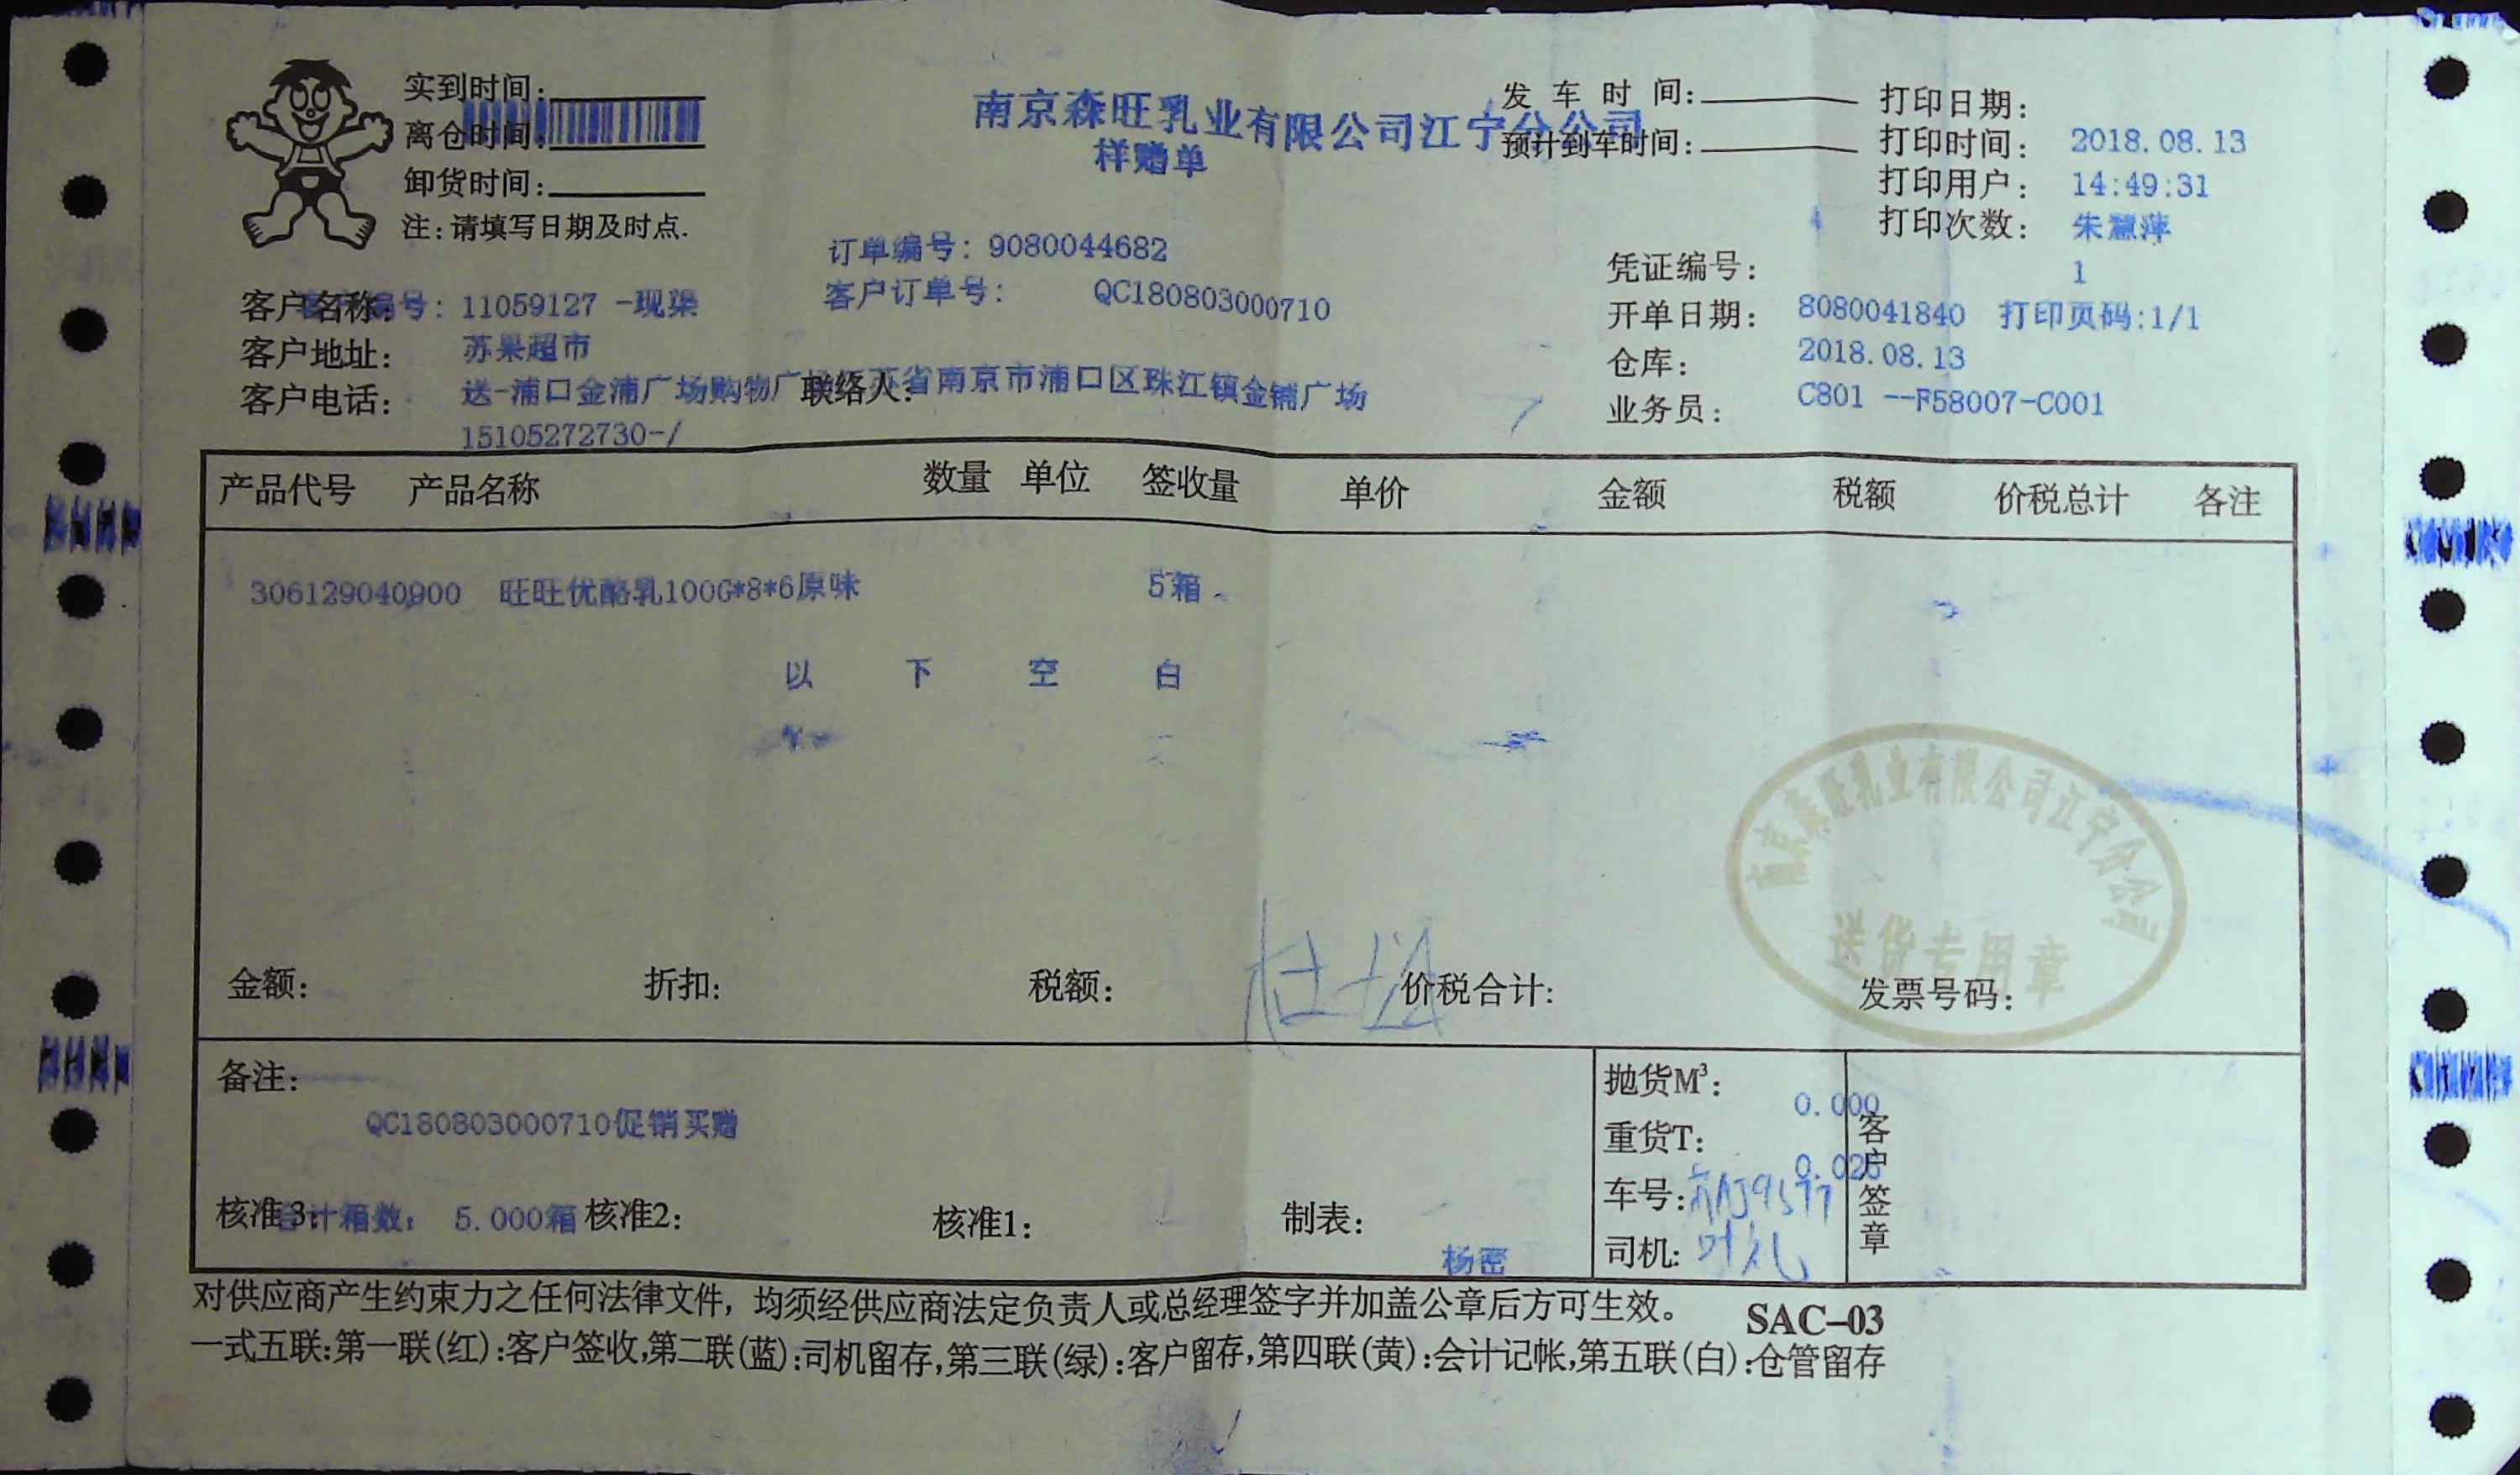 实到时间:
离仓时间:
卸货时间:
注:请填写日期及时点.
南京森旺乳业有限公司江宁分公司
样赠单
发 车 时 间:
预计到车时间:
打印日期:
打印时间: 2018.08.13
打印用户: 14:49:31
打印次数: 朱慧萍
1
订单编号: 9080044682
客户订单号: QC180803000710
凭证编号:
开单日期: 8080041840 打印页码:1/1
仓库: 2018.08.13
业务员: C801 --F58007-C001
客户名称: 11059127 -现渠
客户地址: 苏果超市
客户电话: 送-浦口金浦广场购物广 联络人: 苏省南京市浦口区珠江镇金铺广场
15105272730-/
产品代号 产品名称 数量 单位 签收量 单价 金额 税额 价税总计 各注
306129040900 旺旺优酪乳100G*8*6原味 5箱
以 下 空 白
南京森旺乳业有限公司江宁分公司
送货专用章
金额: 折扣: 税额: 价税合计: 发票号码:
备注:
QC180803000710促销买赠
抛货M³: 0.000
重货T:
车号:
司机:
客户签章
核准3: 合计箱数: 5.000箱 核准2: 核准1: 制表:
杨密
对供应商产生约束力之任何法律文件, 均须经供应商法定负责人或总经理签字并加盖公章后方可生效。 SAC-03
一式五联:第一联(红):客户签收,第二联(蓝):司机留存,第三联(绿):客户留存,第四联(黄):会计记帐,第五联(白):仓管留存